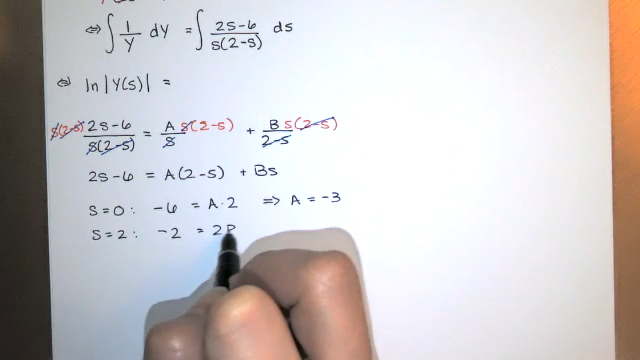 ⇔ ∫ 1/Y dY = ∫ (2s-6)/(s(2-s)) ds
⇔ ln|Y(s)| =
s(2-s) (2s-6)/(s(2-s)) = A/s s(2-s) + B/(2-s) s(2-s)
2s-6 = A(2-s) + Bs
s=0: -6 = A·2 ⇒ A = -3
s=2: -2 = 2B